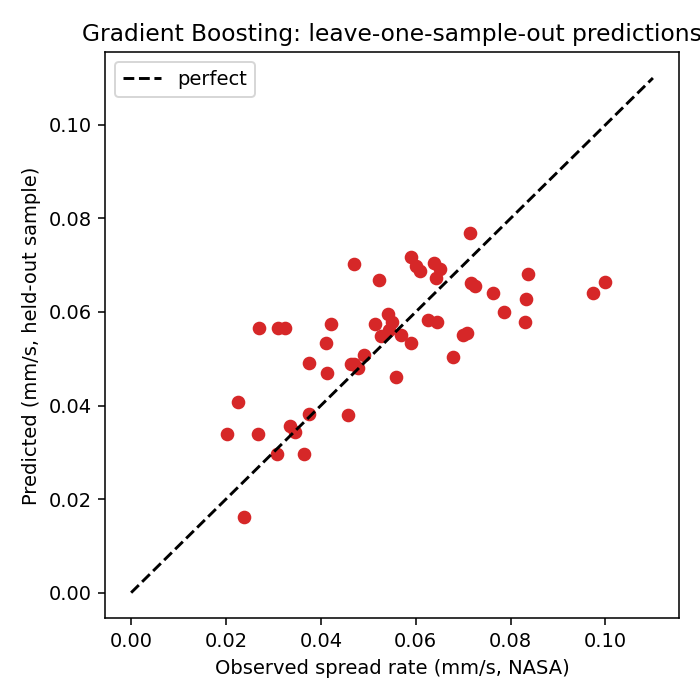 Gradient Boosting: leave-one-sample-out predictions
perfect
0.10
0.08
0.06
0.04
0.02
0.00
Predicted (mm/s, held-out sample)
0.00 0.02 0.04 0.06 0.08 0.10
Observed spread rate (mm/s, NASA)